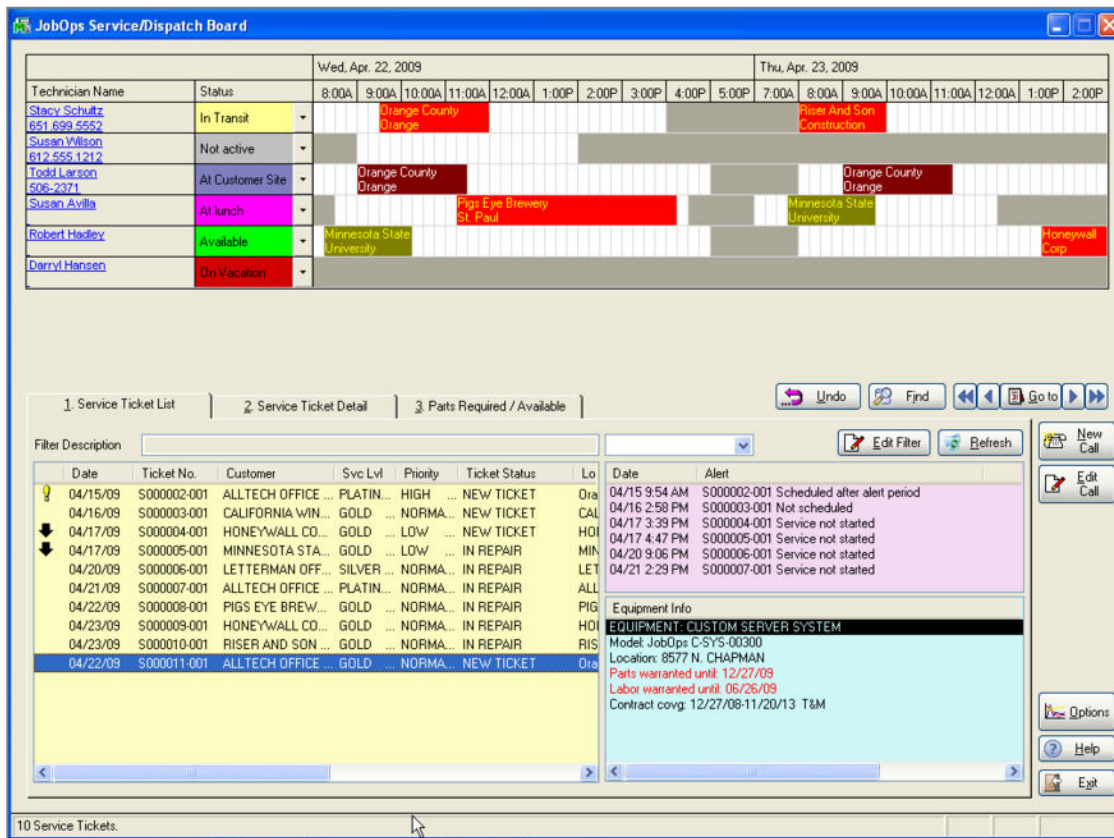 JobOps Service/Dispatch Board
Wed, Apr. 22, 2009 Thu, Apr. 23, 2009
Technician Name Status 8:00A 9:00A 10:00A 11:00A 12:00A 1:00P 2:00P 3:00P 4:00P 5:00P 7:00A 8:00A 9:00A 10:00A 11:00A 12:00A 1:00P 2:00P
Stacy Schultz In Transit Orange County Riser And Son
651.699.5552 Orange Construction
Susan Wilson Not active
612.555.1212
Todd Larson At Customer Site Orange County Orange County
506-2371 Orange Orange
Susan Avilla At lunch Pigs Eye Brewery Minnesota State
St. Paul University
Robert Hadley Available Minnesota State Honeywall
University Corp
Darryl Hansen On Vacation
1. Service Ticket List 2. Service Ticket Detail 3. Parts Required / Available Undo Find Go to
Filter Description Edit Filter Refresh New Call
Edit Call
Date Ticket No. Customer Svc Lvl Priority Ticket Status Lo
04/15/09 S000002-001 ALLTECH OFFICE ... PLATIN... HIGH ... NEW TICKET Ora
04/16/09 S000003-001 CALIFORNIA WIN... GOLD ... NORMA... NEW TICKET CAL
04/17/09 S000004-001 HONEYWALL CO... GOLD ... LOW ... NEW TICKET HOI
04/17/09 S000005-001 MINNESOTA STA... GOLD ... LOW ... IN REPAIR MIN
04/20/09 S000006-001 LETTERMAN OFF... SILVER ... NORMA... IN REPAIR LET
04/21/09 S000007-001 ALLTECH OFFICE ... PLATIN... NORMA... IN REPAIR ALL
04/22/09 S000008-001 PIGS EYE BREW... GOLD ... NORMA... IN REPAIR PIG
04/23/09 S000009-001 HONEYWALL CO... GOLD ... NORMA... IN REPAIR HOI
04/23/09 S000010-001 RISER AND SON ... GOLD ... NORMA... IN REPAIR RIS
04/22/09 S000011-001 ALLTECH OFFICE ... GOLD ... NORMA... NEW TICKET Ora
Date Alert
04/15 9:54 AM S000002-001 Scheduled after alert period
04/16 2:58 PM S000003-001 Not scheduled
04/17 3:39 PM S000004-001 Service not started
04/17 4:47 PM S000005-001 Service not started
04/20 9:06 PM S000006-001 Service not started
04/21 2:29 PM S000007-001 Service not started
Equipment Info
EQUIPMENT: CUSTOM SERVER SYSTEM
Model: JobOps C-SYS-00300
Location: 8577 N. CHAPMAN
Parts warranted until: 12/27/09
Labor warranted until: 06/26/09
Contract covg: 12/27/08-11/20/13 T&M
Options
Help
Exit
10 Service Tickets.